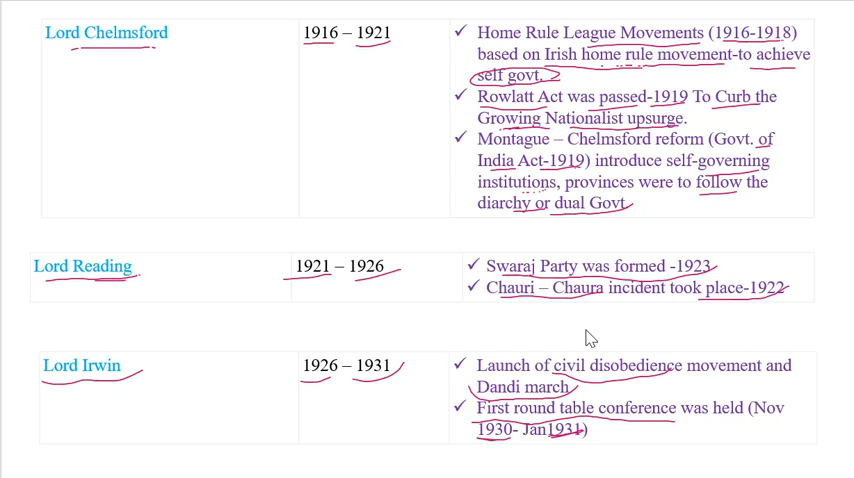 Lord Chelmsford
1916 – 1921
✓ Home Rule League Movements (1916-1918)
based on Irish home rule movement-to achieve
self govt.
✓ Rowlatt Act was passed-1919 To Curb the
Growing Nationalist upsurge.
✓ Montague – Chelmsford reform (Govt. of
India Act-1919) introduce self-governing
institutions, provinces were to follow the
diarchy or dual Govt
Lord Reading
1921 – 1926
✓ Swaraj Party was formed -1923
✓ Chauri – Chaura incident took place-1922
Lord Irwin
1926 – 1931
✓ Launch of civil disobedience movement and
Dandi march
✓ First round table conference was held (Nov
1930- Jan1931)